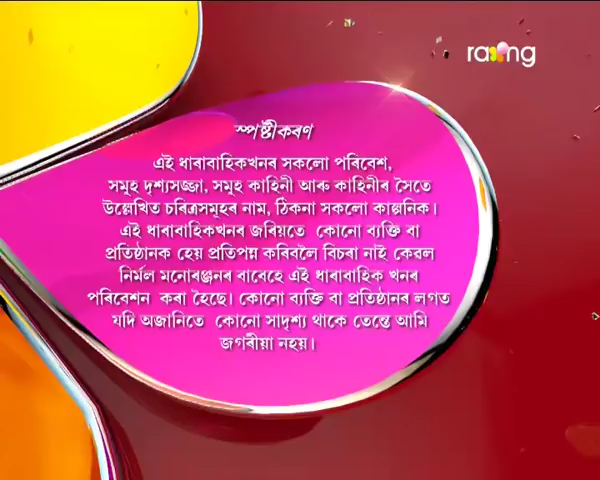 rang
স্পষ্টীকৰণ
এই ধাৰাবাহিকখনৰ সকলো পৰিবেশ,
সমূহ দৃশ্যসজ্জা, সমূহ কাহিনী আৰু কাহিনীৰ সৈতে
উল্লেখিত চৰিত্ৰসমূহৰ নাম, ঠিকনা সকলো কাল্পনিক।
এই ধাৰাবাহিকখনৰ জৰিয়তে কোনো ব্যক্তি বা
প্ৰতিষ্ঠানক হেয় প্ৰতিপন্ন কৰিবলৈ বিচৰা নাই কেৱল
নিৰ্মল মনোৰঞ্জনৰ বাবেহে এই ধাৰাবাহিক খনৰ
পৰিবেশন কৰা হৈছে। কোনো ব্যক্তি বা প্ৰতিষ্ঠানৰ লগত
যদি অজানিতে কোনো সাদৃশ্য থাকে তেন্তে আমি
জগৰীয়া নহয়।